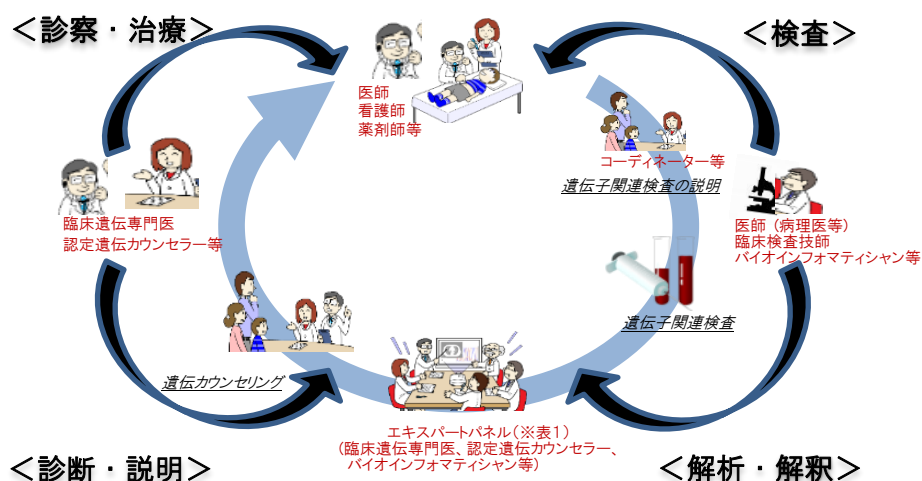 ＜診察・治療＞
＜検査＞
医師
看護師
薬剤師等
コーディネーター等
遺伝子関連検査の説明
臨床遺伝専門医
認定遺伝カウンセラー等
医師（病理医等）
臨床検査技師
バイオインフォマティシャン等
遺伝子関連検査
遺伝カウンセリング
エキスパートパネル（※表1）
（臨床遺伝専門医、認定遺伝カウンセラー、
バイオインフォマティシャン等）
＜診断・説明＞
＜解析・解釈＞